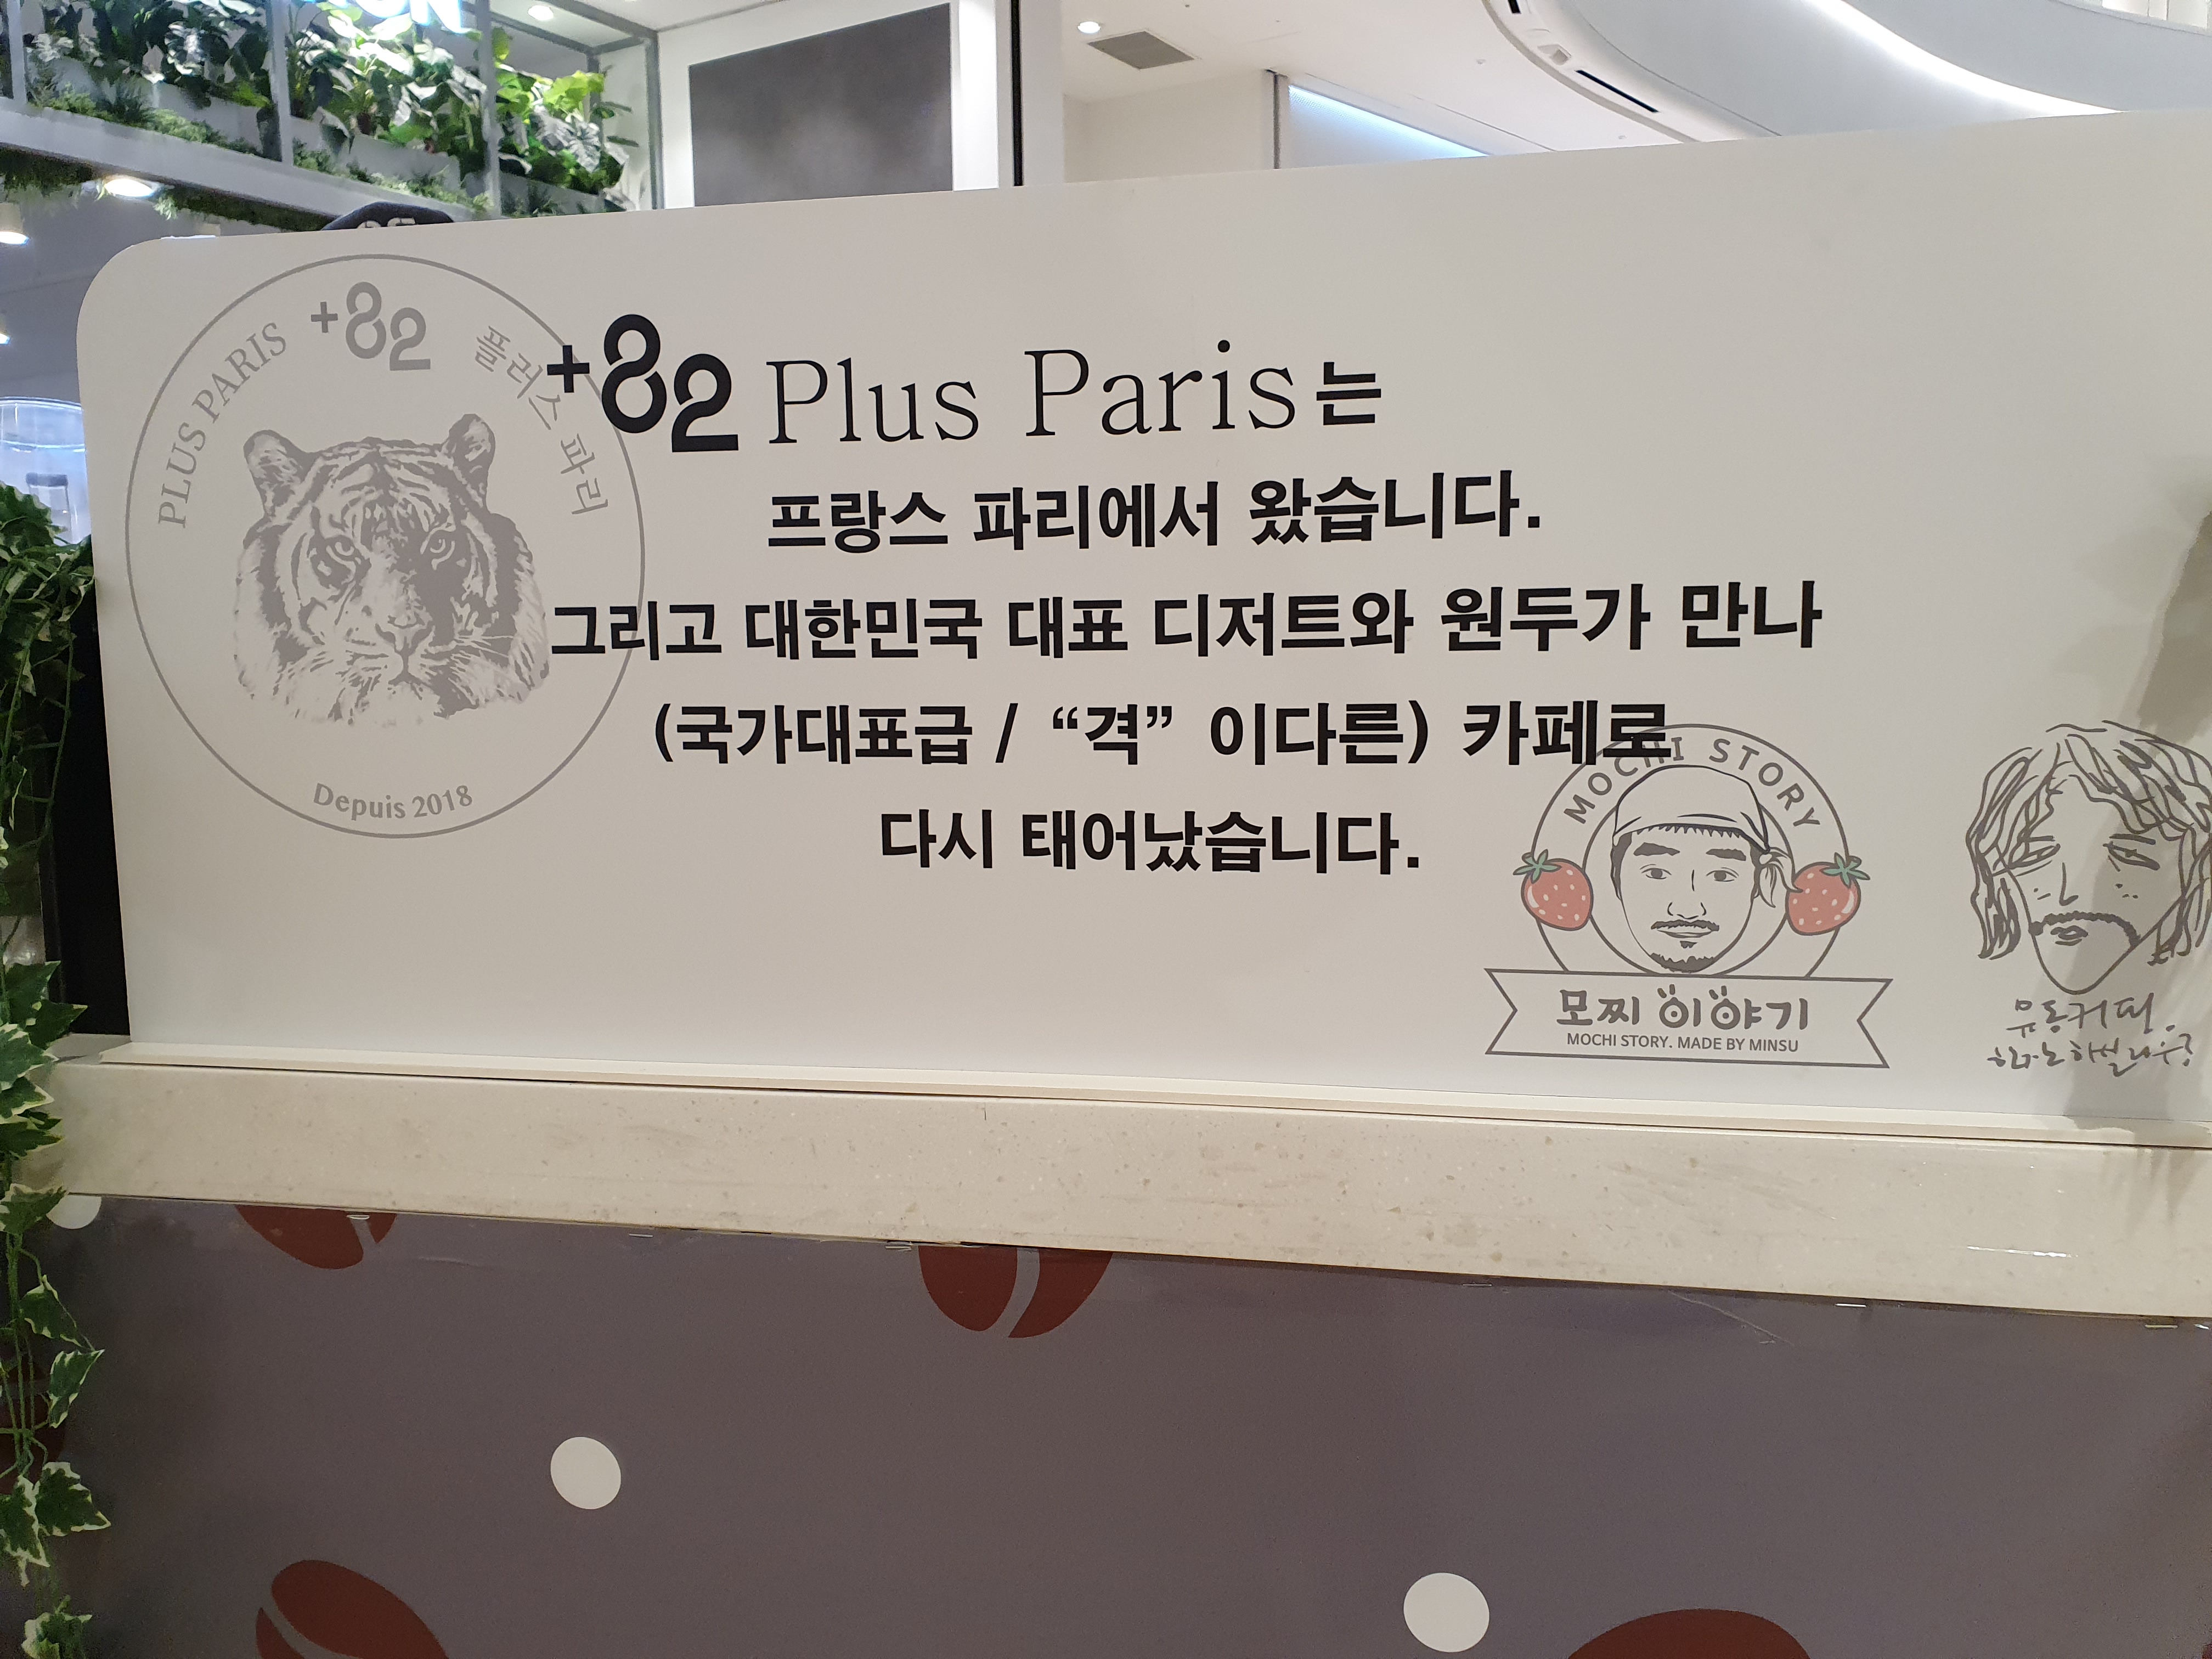 PLUS PARIS +82 플러스 파리
Depuis 2018
+82 Plus Paris는
프랑스 파리에서 왔습니다.
그리고 대한민국 대표 디저트와 원두가 만나
(국가대표급 / “격” 이다른) 카페로
다시 태어났습니다.
MOCHI STORY
모찌 이야기
MOCHI STORY. MADE BY MINSU
유동커피.